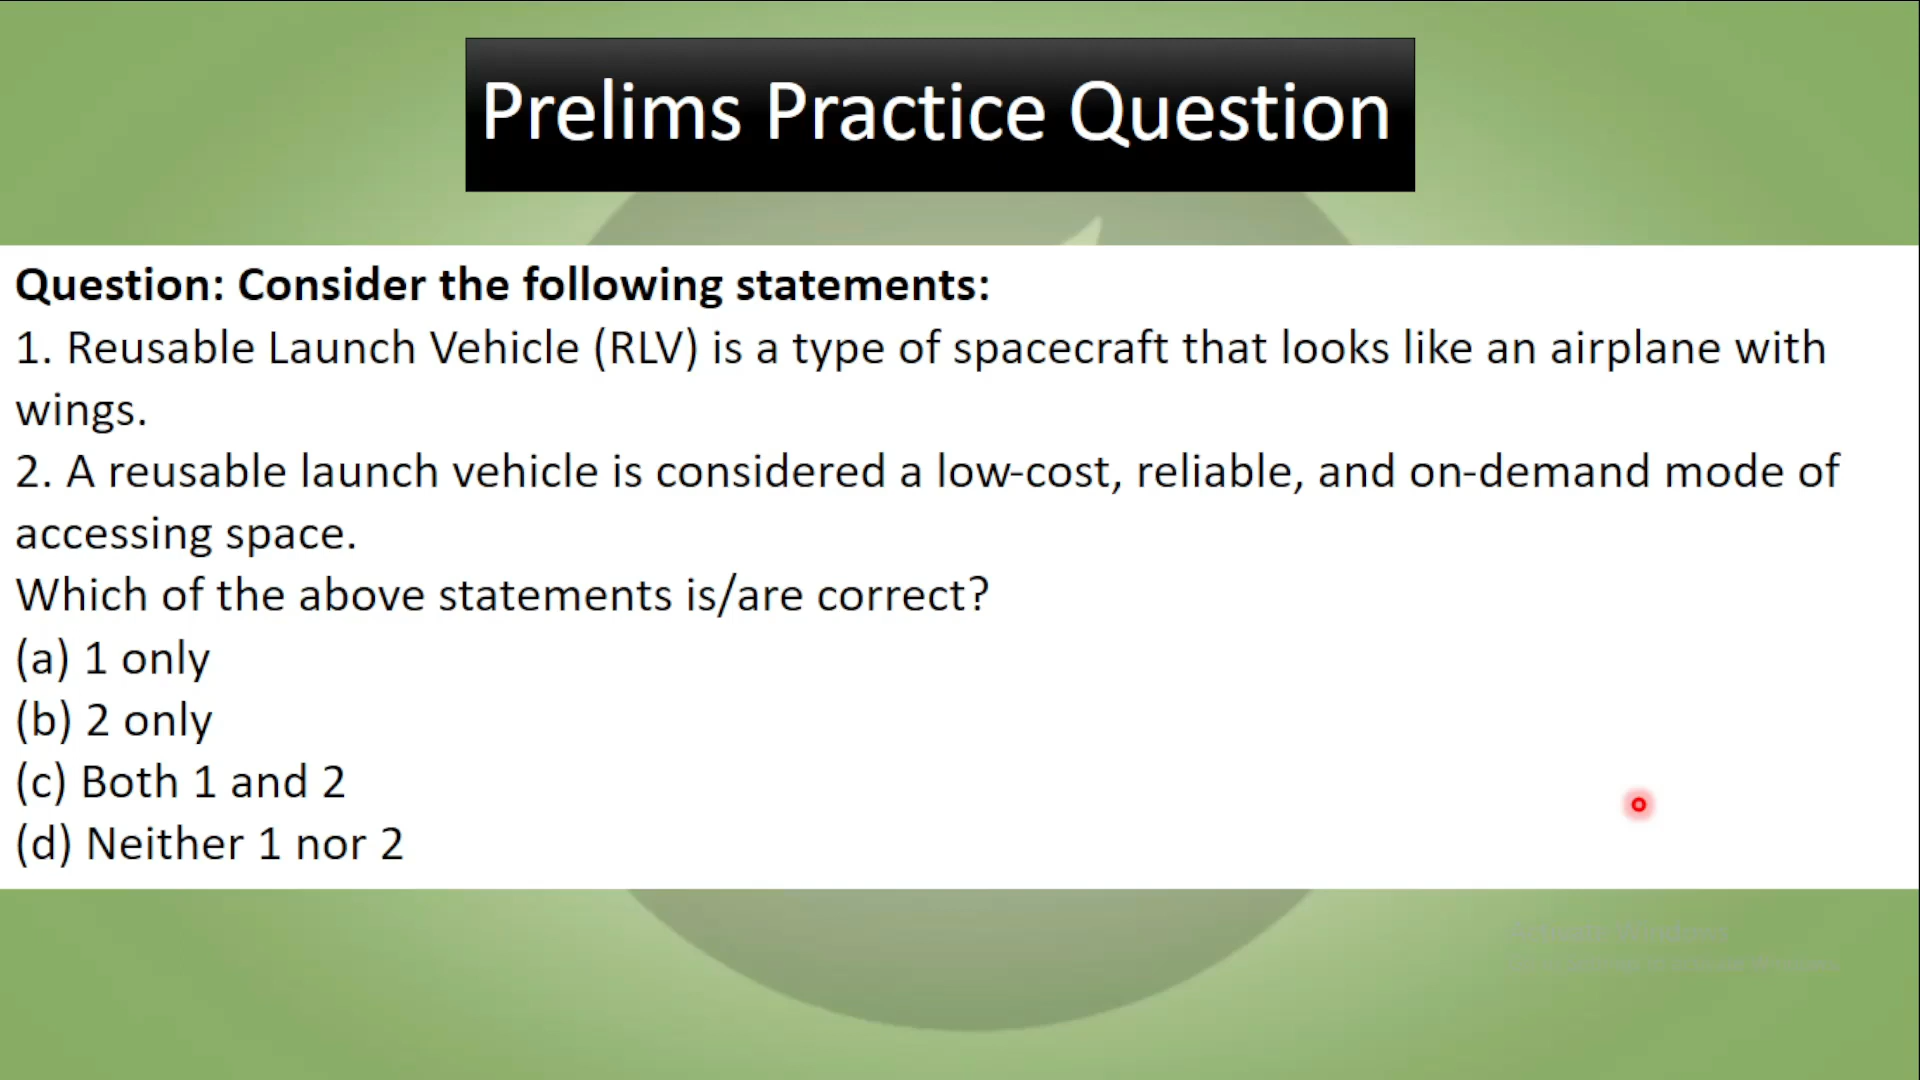 Prelims Practice Question
Question: Consider the following statements:
1. Reusable Launch Vehicle (RLV) is a type of spacecraft that looks like an airplane with
wings.
2. A reusable launch vehicle is considered a low-cost, reliable, and on-demand mode of
accessing space.
Which of the above statements is/are correct?
(a) 1 only
(b) 2 only
(c) Both 1 and 2
(d) Neither 1 nor 2
Activate Windows